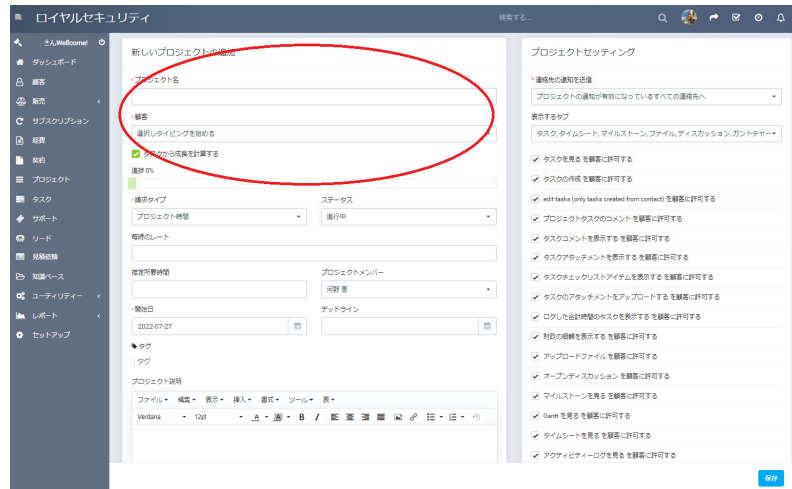 ロイヤルセキュリティ
検索する...
さん,Wellcome!
ダッシュボード
顧客
販売
サブスクリプション
経費
契約
プロジェクト
タスク
サポート
リード
見積依頼
知識ベース
ユーティリティー
レポート
セットアップ
新しいプロジェクトの追加
*プロジェクト名
*顧客
選択しタイピングを始める
タスクから成長を計算する
進捗 0%
*請求タイプ
プロジェクト時間
ステータス
進行中
毎時のレート
推定所要時間
プロジェクトメンバー
河野 恵
*開始日
2022-07-27
デッドライン
タグ
タグ
プロジェクト説明
ファイル 編集 表示 挿入 書式 ツール 表
Verdana 12pt A A B I
プロジェクトセッティング
*連絡先の通知を送信
プロジェクトの通知が有効になっているすべての連絡先へ
表示するタブ
タスク, タイムシート, マイルストーン, ファイル, ディスカッション, ガントチャー
タスクを見る を顧客に許可する
タスクの作成 を顧客に許可する
edit tasks (only tasks created from contact) を顧客に許可する
プロジェクトタスクのコメント を顧客に許可する
タスクコメントを表示する を顧客に許可する
タスクアタッチメントを表示する を顧客に許可する
タスクチェックリストアイテムを表示する を顧客に許可する
タスクのアタッチメントをアップロードする を顧客に許可する
ログした合計時間のタスクを表示する を顧客に許可する
財政の概観を表示する を顧客に許可する
アップロードファイル を顧客に許可する
オープンディスカッション を顧客に許可する
マイルストーンを見る を顧客に許可する
Gantt を見る を顧客に許可する
タイムシートを見る を顧客に許可する
アクティビティーログを見る を顧客に許可する
保存